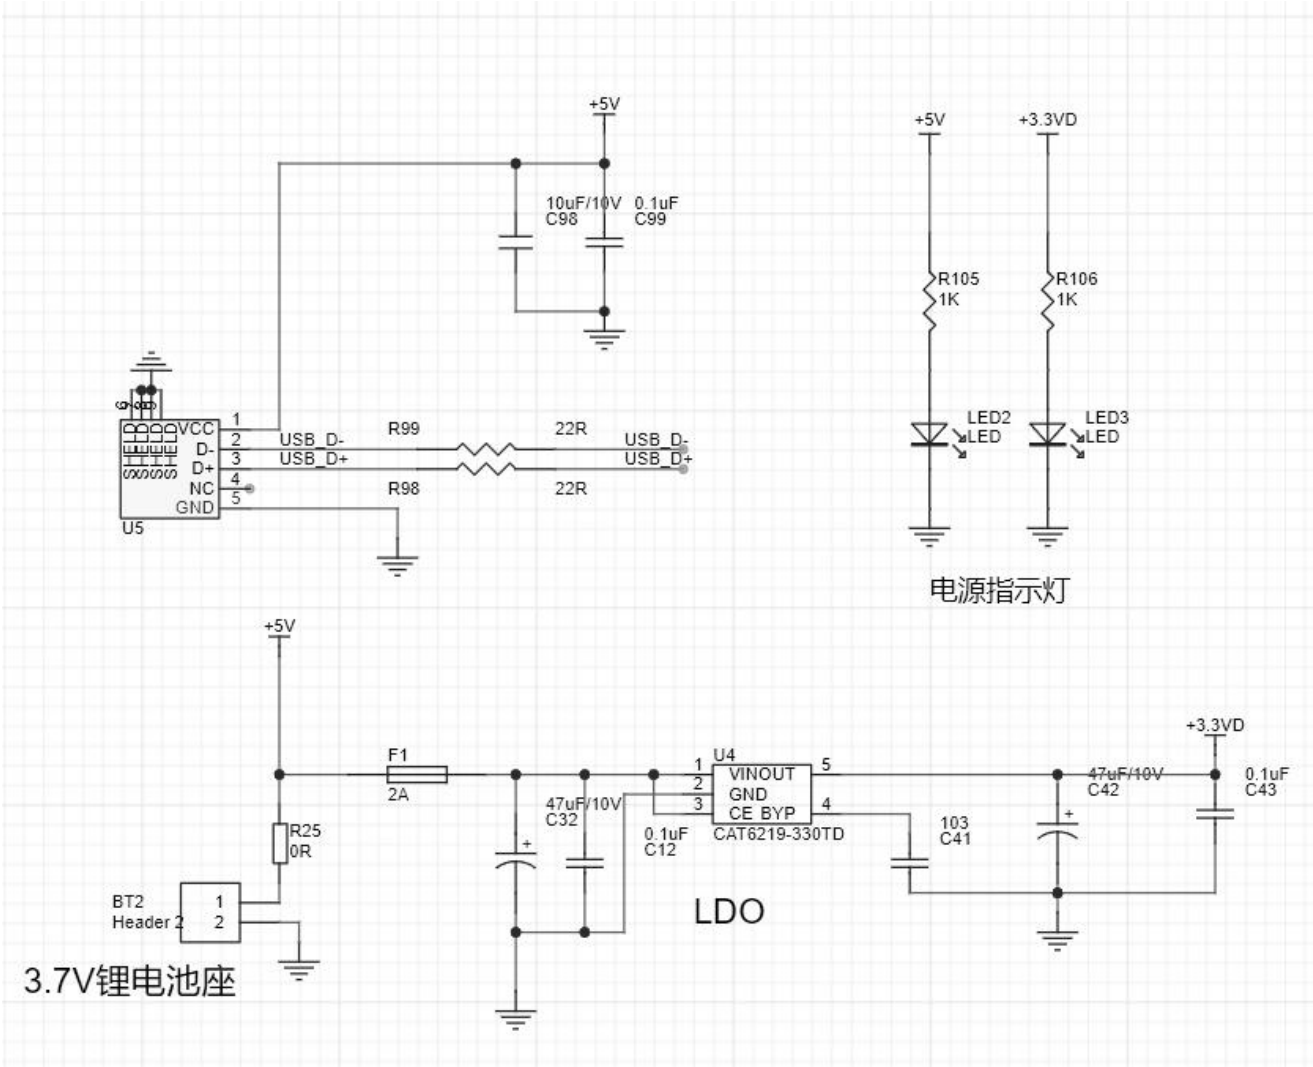 +5V
10uF/10V
C98
0.1uF
C99
+5V
+3.3VD
R105
1K
R106
1K
LED2
LED
LED3
LED
电源指示灯
6
7
8
9
SHELD
SHELD
SHELD
SHELD
VCC
D-
D+
NC
GND
1
2
3
4
5
U5
USB_D-
USB_D+
R99
22R
USB_D-
USB_D+
R98
22R
+5V
F1
2A
R25
0R
BT2
Header 2
1
2
3.7V锂电池座
47uF/10V
C32
0.1uF
C12
U4
1
2
3
VINOUT
GND
CE BYP
5
4
CAT6219-330TD
LDO
103
C41
47uF/10V
C42
+3.3VD
0.1uF
C43